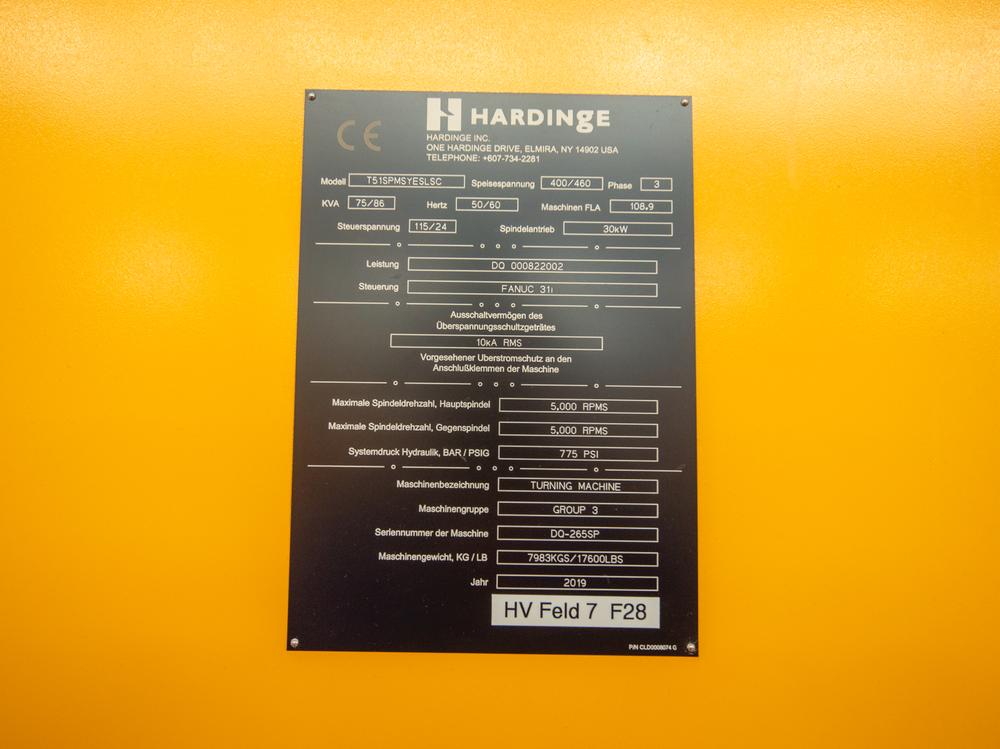 CE
HARDINGE
HARDINGE INC.
ONE HARDINGE DRIVE, ELMIRA, NY 14902 USA
TELEPHONE: +607-734-2281
Modell T51SPMSYESLSC Speisespannung 400/460 Phase 3
KVA 75/86 Hertz 50/60 Maschinen FLA 108.9
Steuerspannung 115/24 Spindelantrieb 30kW
Leistung DQ 000822002
Steuerung FANUC 31i
Ausschaltvermögen des
Überspannungsschultzgeträtes
10kA RMS
Vorgesehener Uberstromschutz an den
Anschlußklemmen der Maschine
Maximale Spindeldrehzahl, Hauptspindel 5,000 RPMS
Maximale Spindeldrehzahl, Gegenspindel 5,000 RPMS
Systemdruck Hydraulik, BAR / PSIG 775 PSI
Maschinenbezeichnung TURNING MACHINE
Maschinengruppe GROUP 3
Seriennummer der Maschine DQ-265SP
Maschinengewicht, KG / LB 7983KGS/17600LBS
Jahr 2019
HV Feld 7 F28
P/N CLD0008074 G